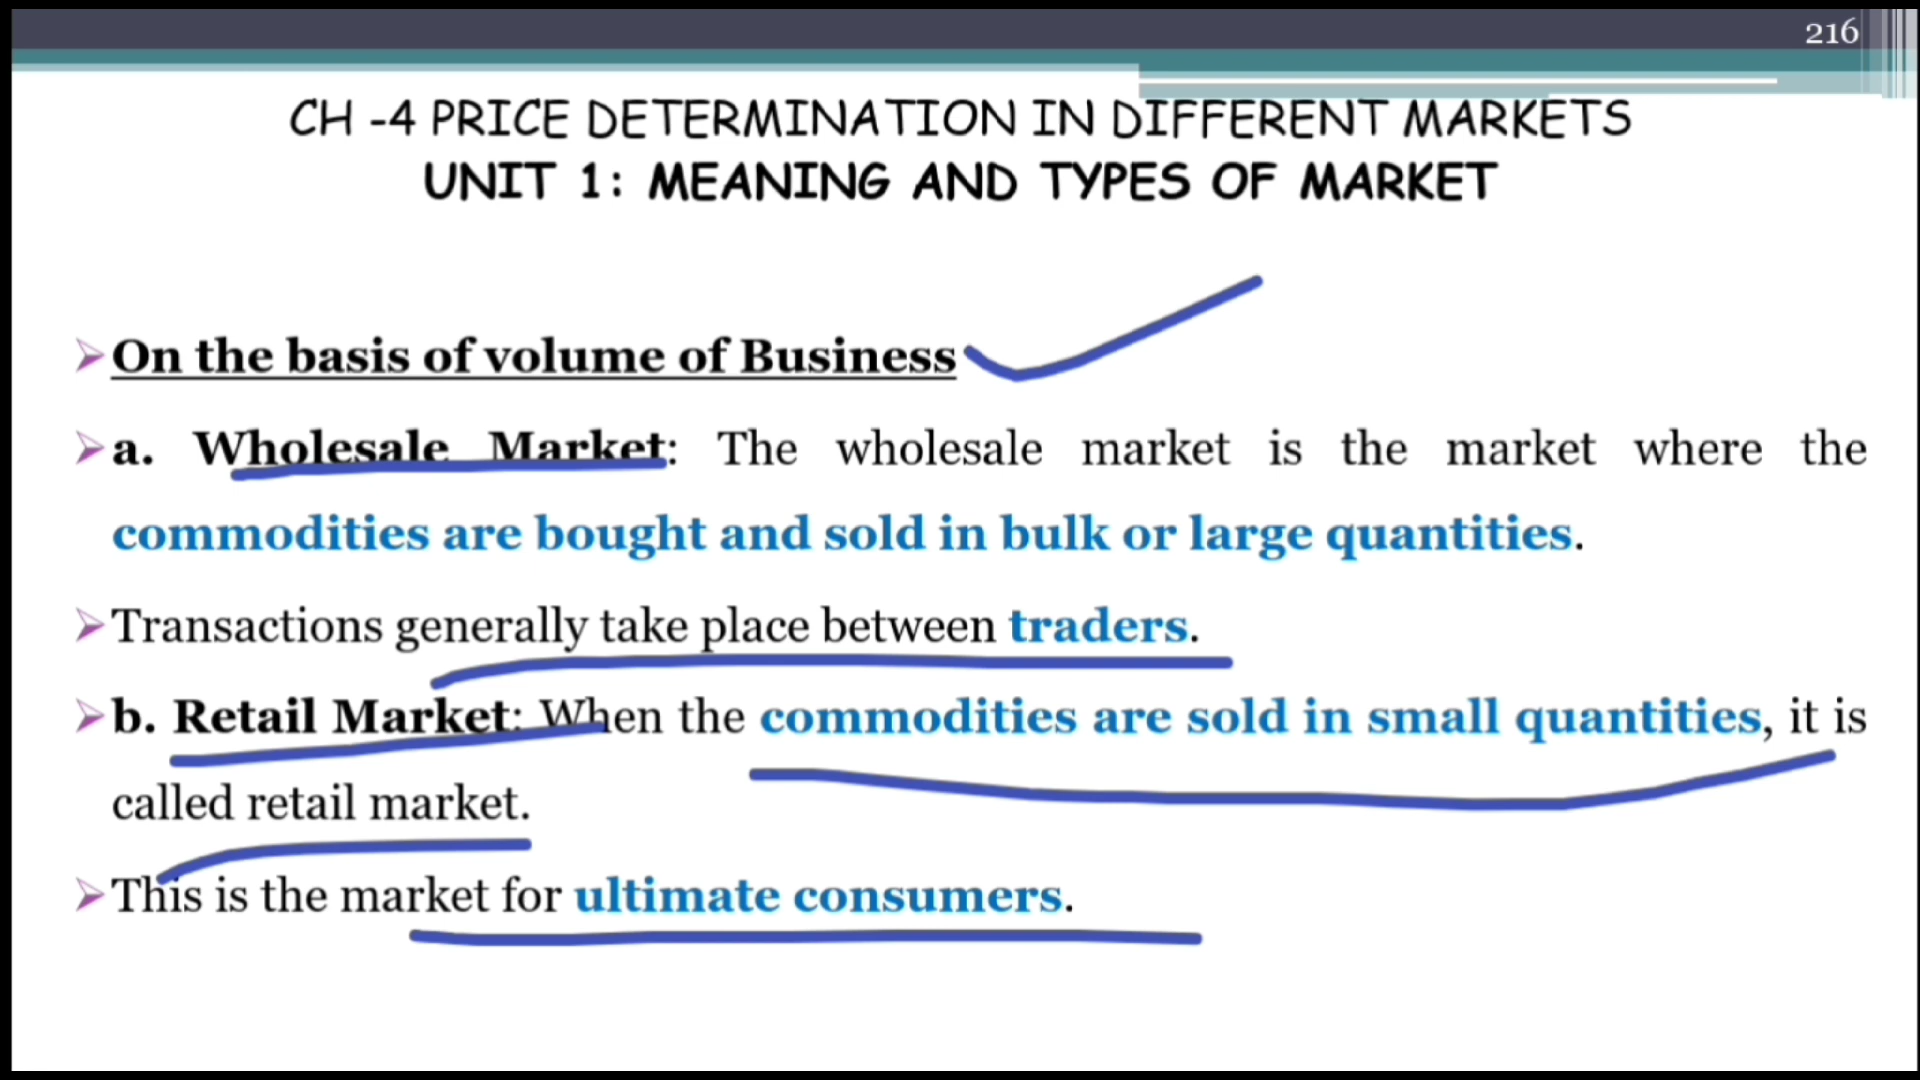 216
CH -4 PRICE DETERMINATION IN DIFFERENT MARKETS
UNIT 1: MEANING AND TYPES OF MARKET
On the basis of volume of Business
a. Wholesale Market: The wholesale market is the market where the
commodities are bought and sold in bulk or large quantities.
Transactions generally take place between traders.
b. Retail Market: When the commodities are sold in small quantities, it is
called retail market.
This is the market for ultimate consumers.